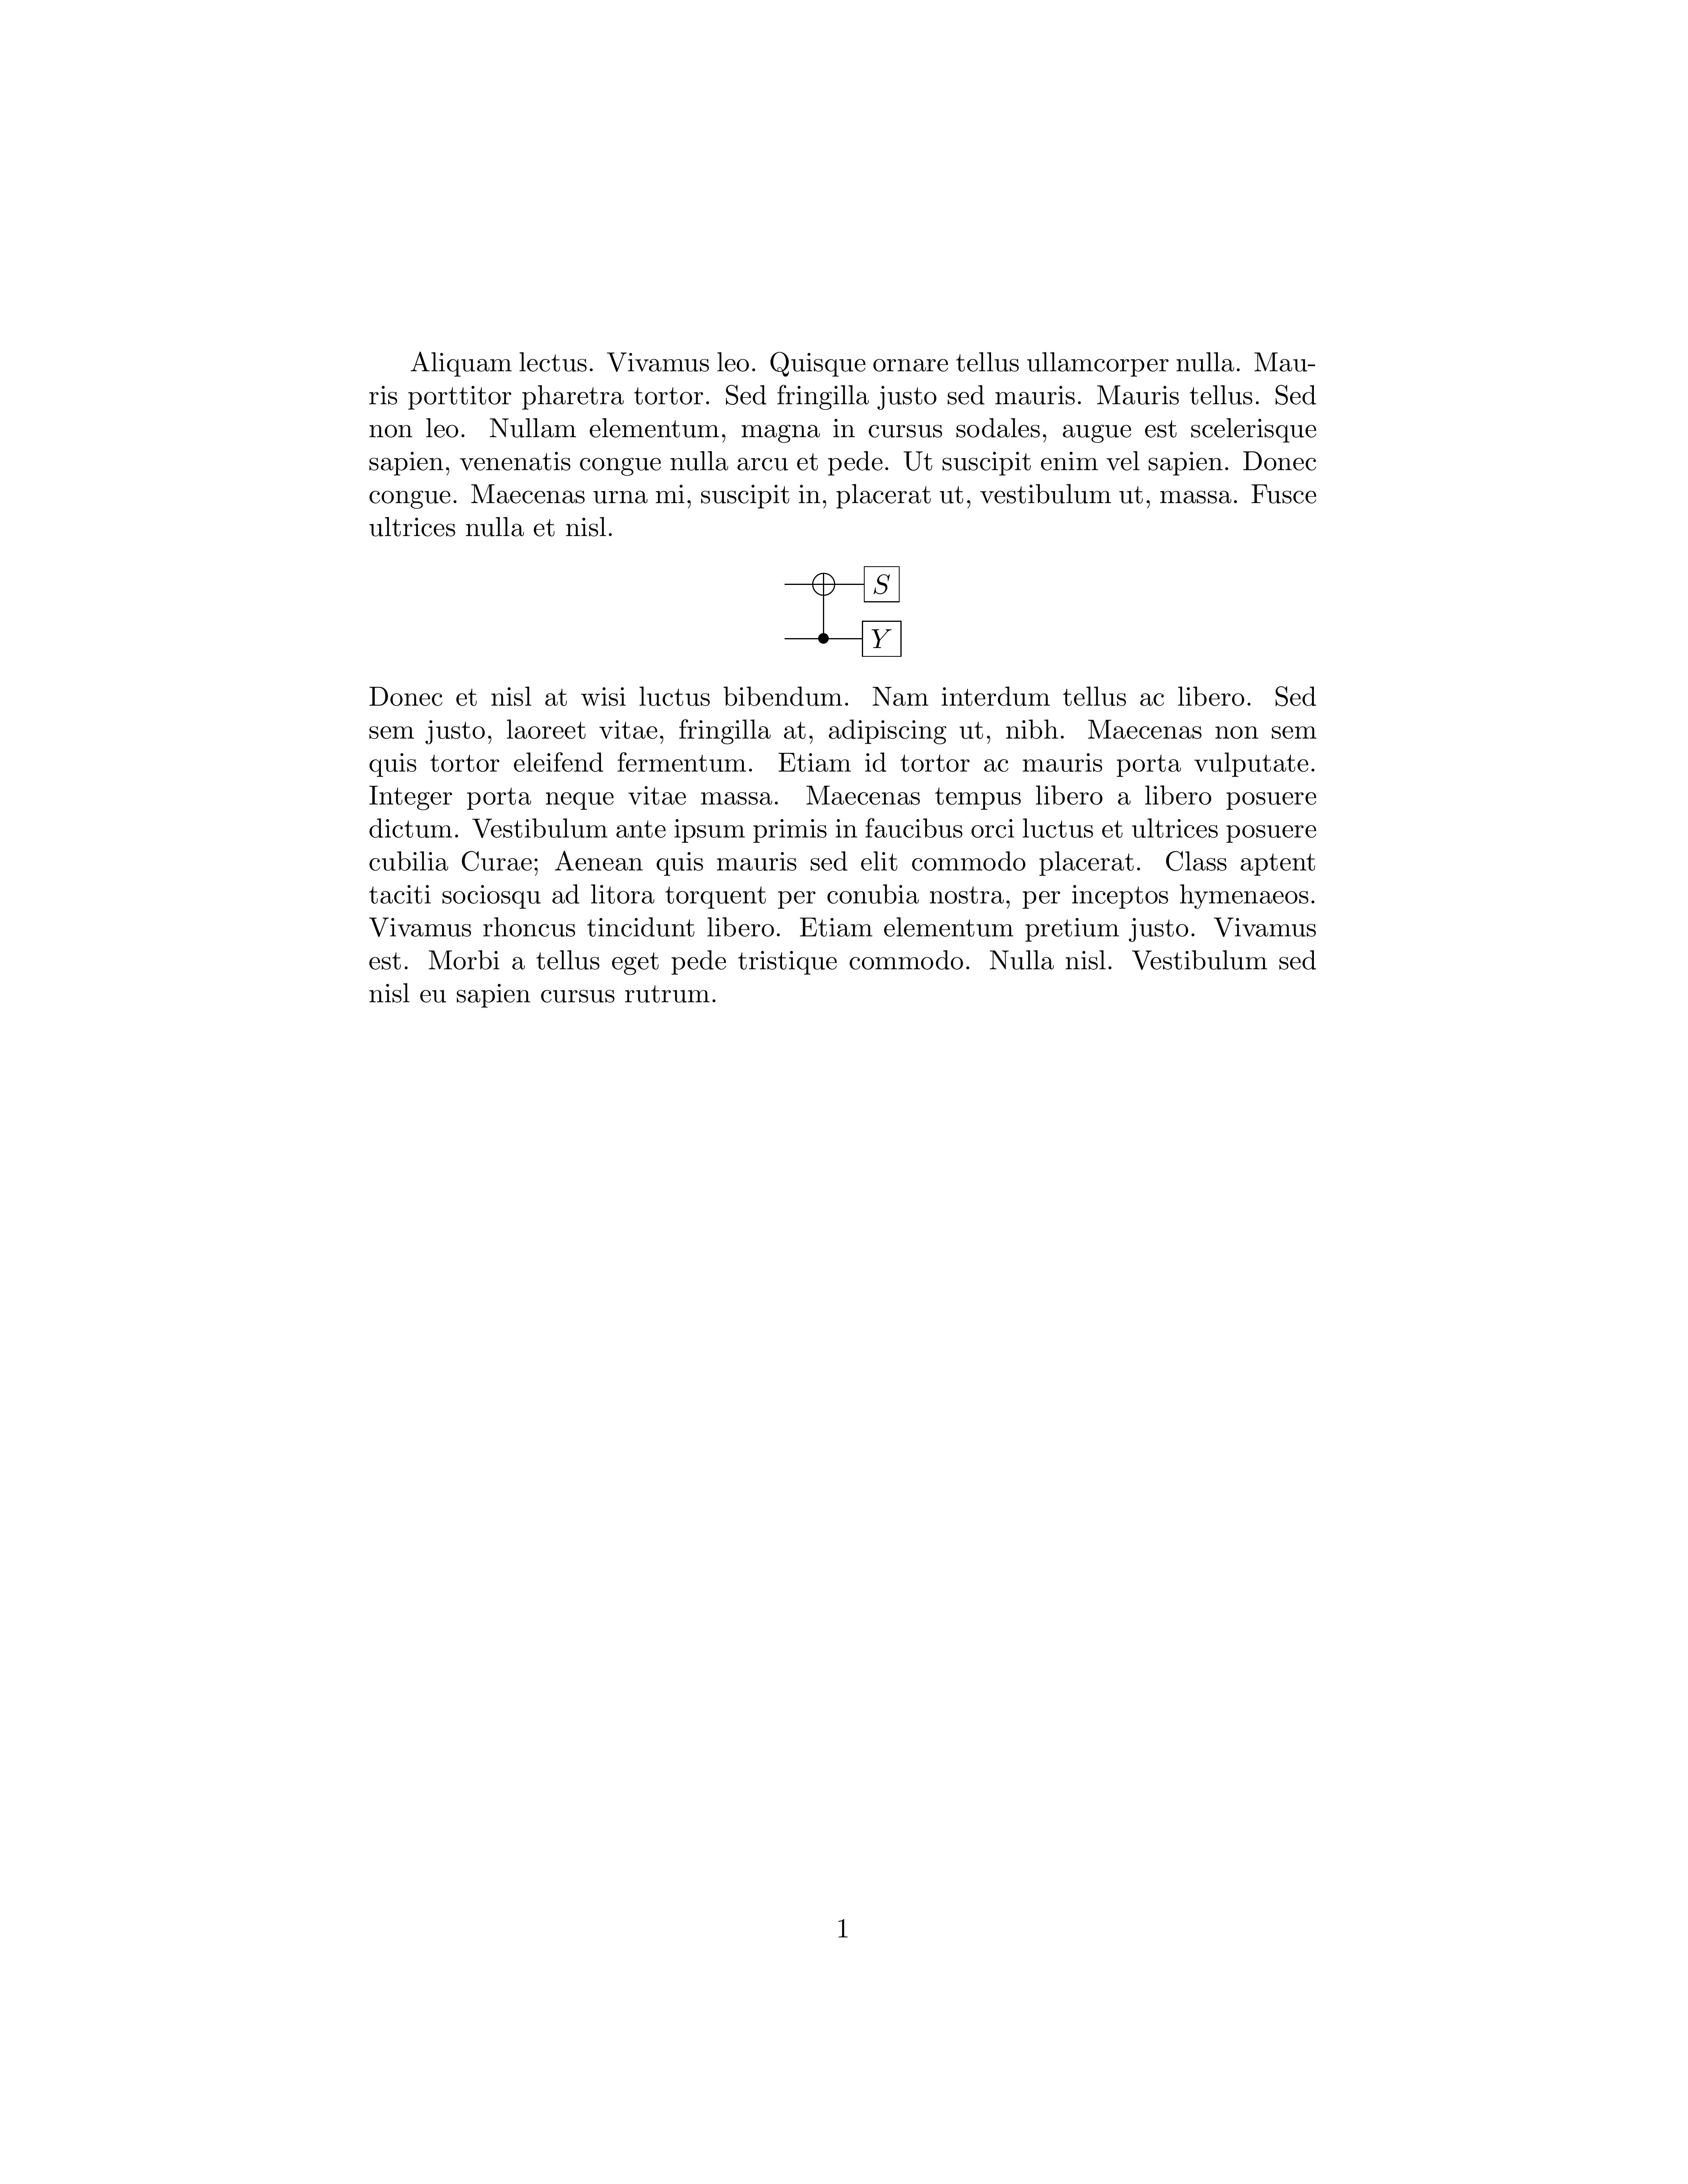 Aliquam lectus. Vivamus leo. Quisque ornare tellus ullamcorper nulla. Mau-
ris porttitor pharetra tortor. Sed fringilla justo sed mauris. Mauris tellus. Sed
non leo. Nullam elementum, magna in cursus sodales, augue est scelerisque
sapien, venenatis congue nulla arcu et pede. Ut suscipit enim vel sapien. Donec
congue. Maecenas urna mi, suscipit in, placerat ut, vestibulum ut, massa. Fusce
ultrices nulla et nisl.
S
Y
Donec et nisl at wisi luctus bibendum. Nam interdum tellus ac libero. Sed
sem justo, laoreet vitae, fringilla at, adipiscing ut, nibh. Maecenas non sem
quis tortor eleifend fermentum. Etiam id tortor ac mauris porta vulputate.
Integer porta neque vitae massa. Maecenas tempus libero a libero posuere
dictum. Vestibulum ante ipsum primis in faucibus orci luctus et ultrices posuere
cubilia Curae; Aenean quis mauris sed elit commodo placerat. Class aptent
taciti sociosqu ad litora torquent per conubia nostra, per inceptos hymenaeos.
Vivamus rhoncus tincidunt libero. Etiam elementum pretium justo. Vivamus
est. Morbi a tellus eget pede tristique commodo. Nulla nisl. Vestibulum sed
nisl eu sapien cursus rutrum.
1